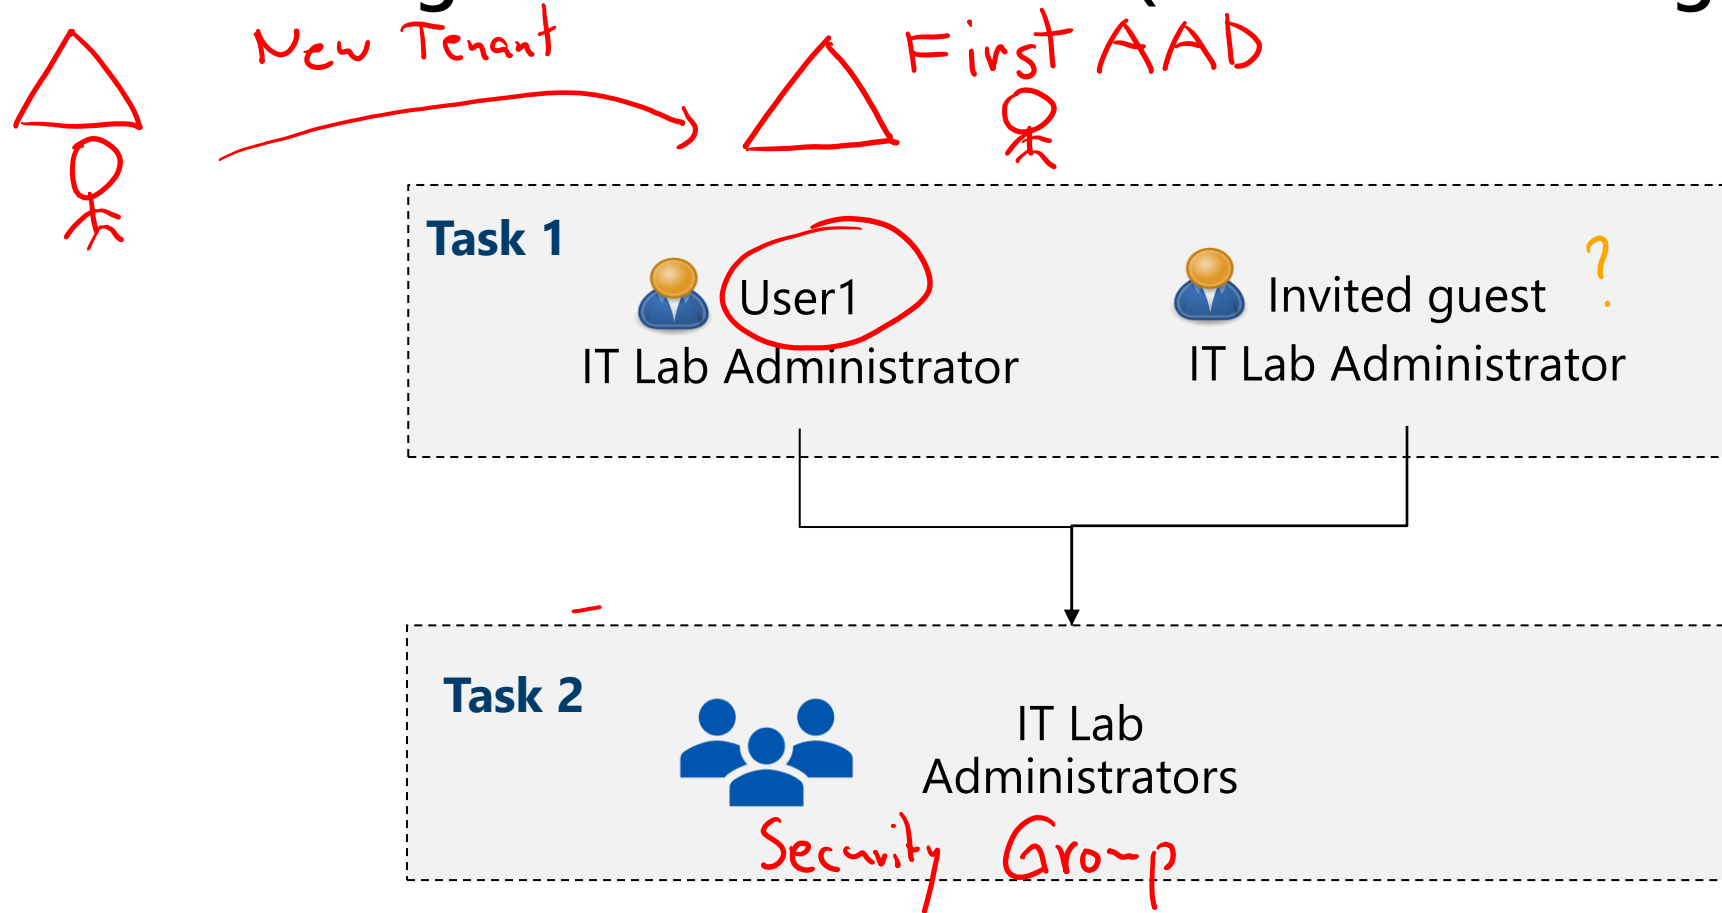 New Tenant
First AAD
Task 1
User1
IT Lab Administrator
Invited guest ?
IT Lab Administrator
Task 2
IT Lab
Administrators
Security Group